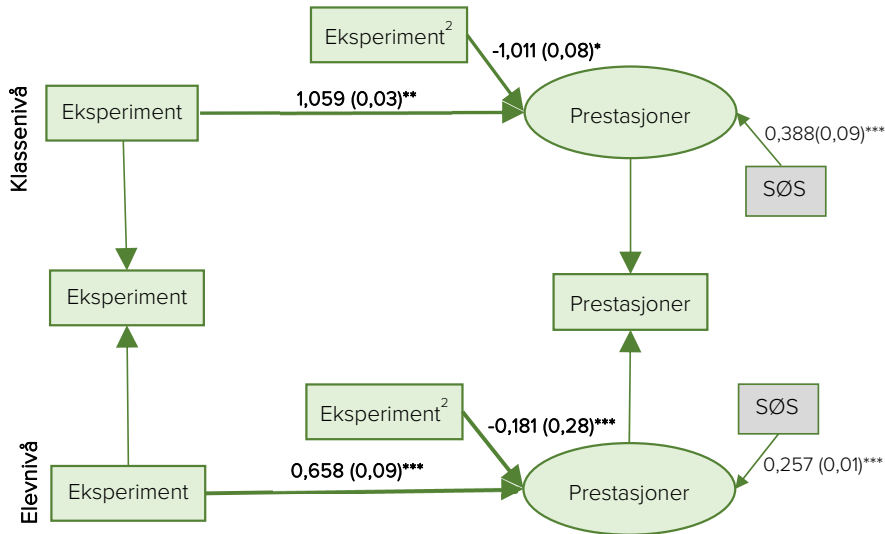 Eksperiment²
-1,011 (0,08)*
Klassenivå
Eksperiment
1,059 (0,03)**
Prestasjoner
0,388(0,09)***
SØS
Eksperiment
Prestasjoner
Eksperiment²
-0,181 (0,28)***
SØS
Elevnivå
Eksperiment
0,658 (0,09)***
Prestasjoner
0,257 (0,01)***